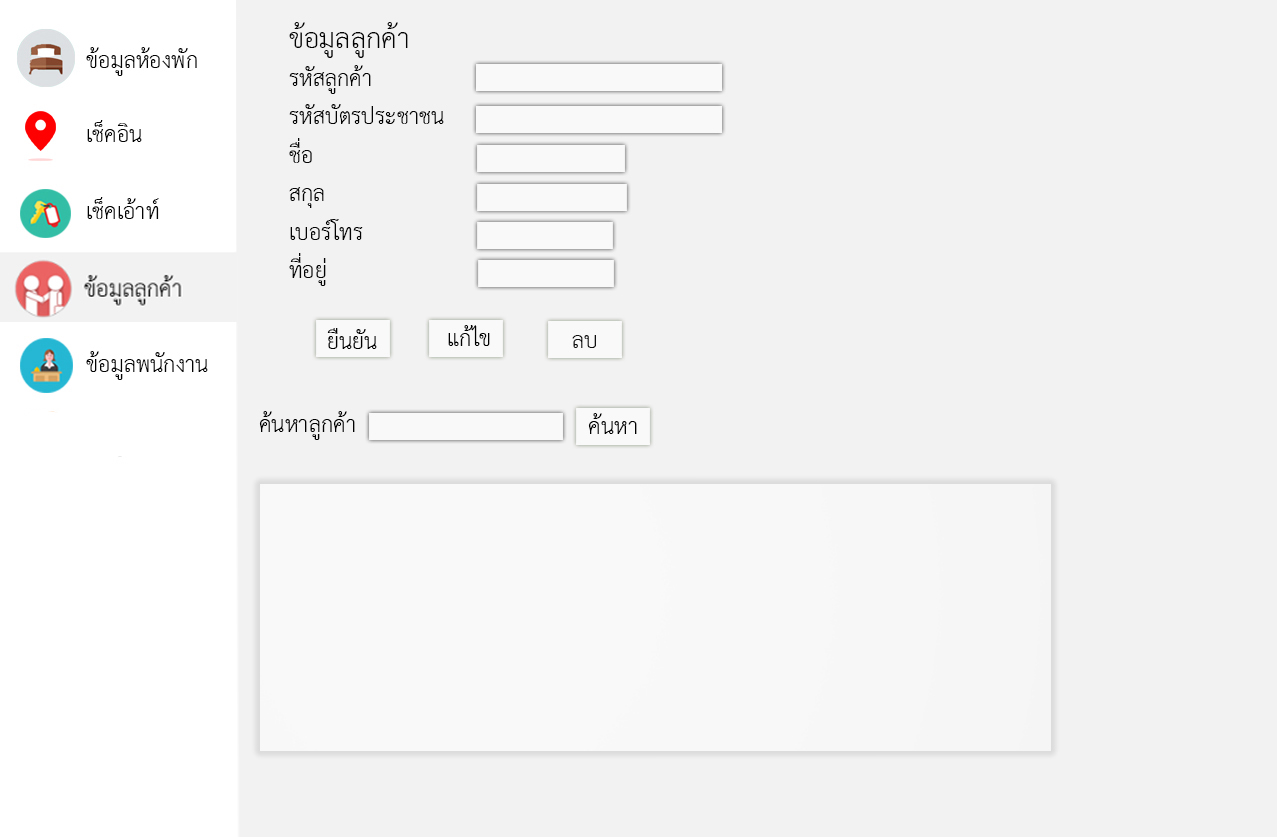 ข้อมูลห้องพัก
เช็คอิน
เช็คเอ้าท์
ข้อมูลลูกค้า
ข้อมูลพนักงาน
ข้อมูลลูกค้า
รหัสลูกค้า
รหัสบัตรประชาชน
ชื่อ
สกุล
เบอร์โทร
ที่อยู่
ยืนยัน แก้ไข ลบ
ค้นหาลูกค้า ค้นหา